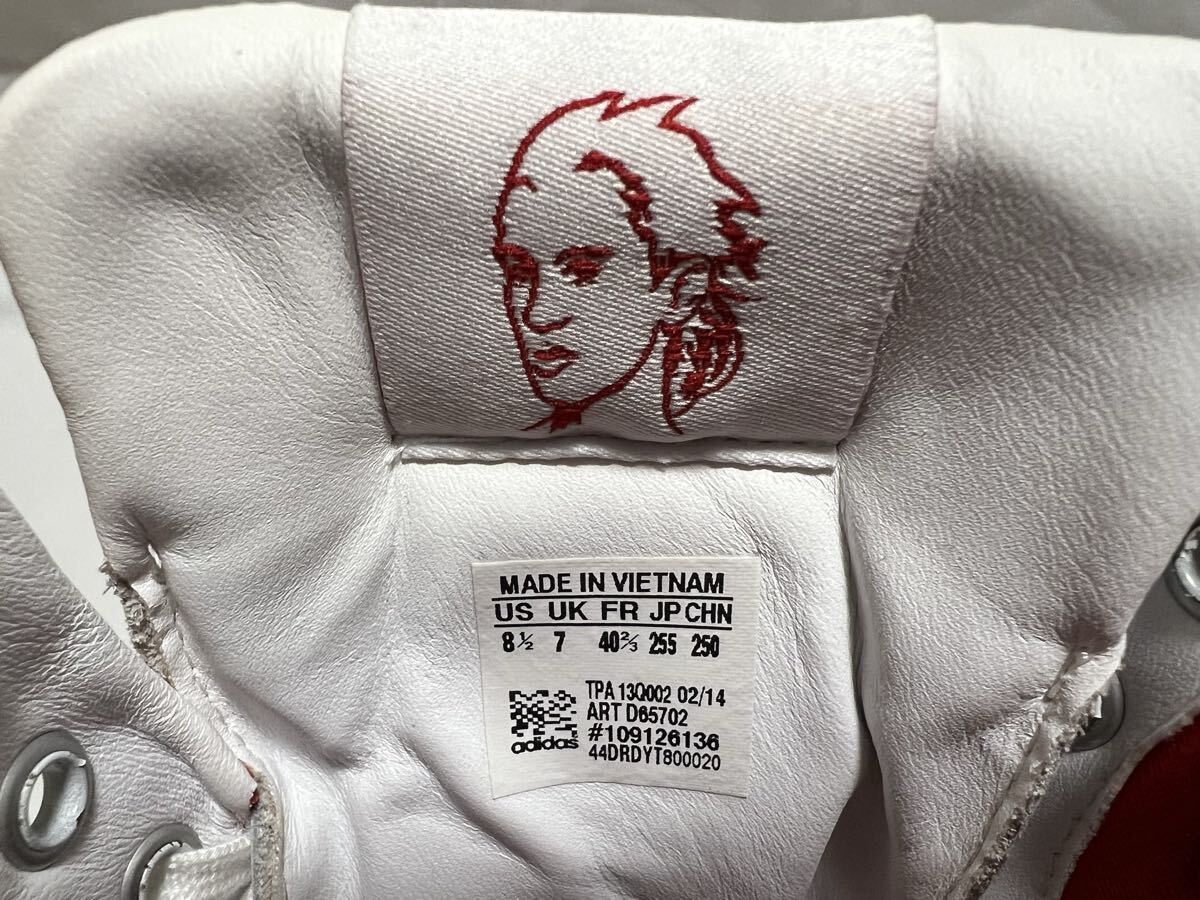 MADE IN VIETNAM
US UK FR JP CHN
8½ 7 40⅔ 255 250
TPA 13Q002 02/14
ART D65702
#109126136
adidas
44DRDYT800020